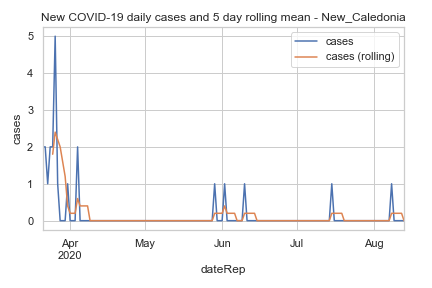 New COVID-19 daily cases and 5 day rolling mean - New_Caledonia
cases
cases (rolling)
5
4
3
2
1
0
cases
Apr
2020
May
Jun
Jul
Aug
dateRep